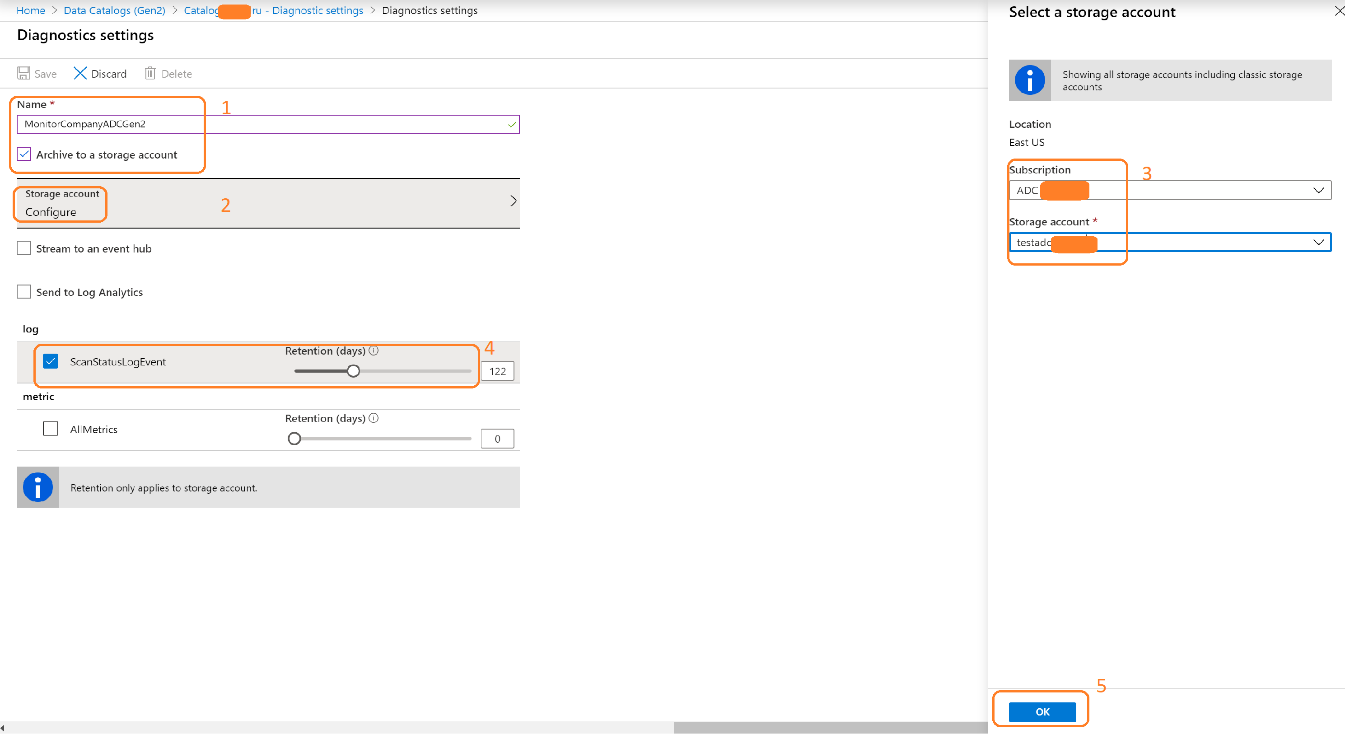 Home > Data Catalogs (Gen2) > Catalog ru - Diagnostic settings > Diagnostics settings
Diagnostics settings
Save Discard Delete
Name *
1
MonitorCompanyADCGen2
Archive to a storage account
Storage account
Configure
2
Stream to an event hub
Send to Log Analytics
log
ScanStatusLogEvent
Retention (days)
4
122
metric
AllMetrics
Retention (days)
0
Retention only applies to storage account.
Select a storage account
Showing all storage accounts including classic storage
accounts
Location
East US
Subscription
3
ADC
Storage account *
testadc
5
OK